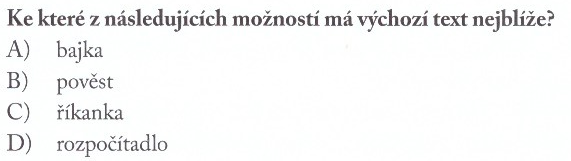 Ke které z následujících možností má výchozí text nejblíže?
A) bajka
B) pověst
C) říkanka
D) rozpočítadlo